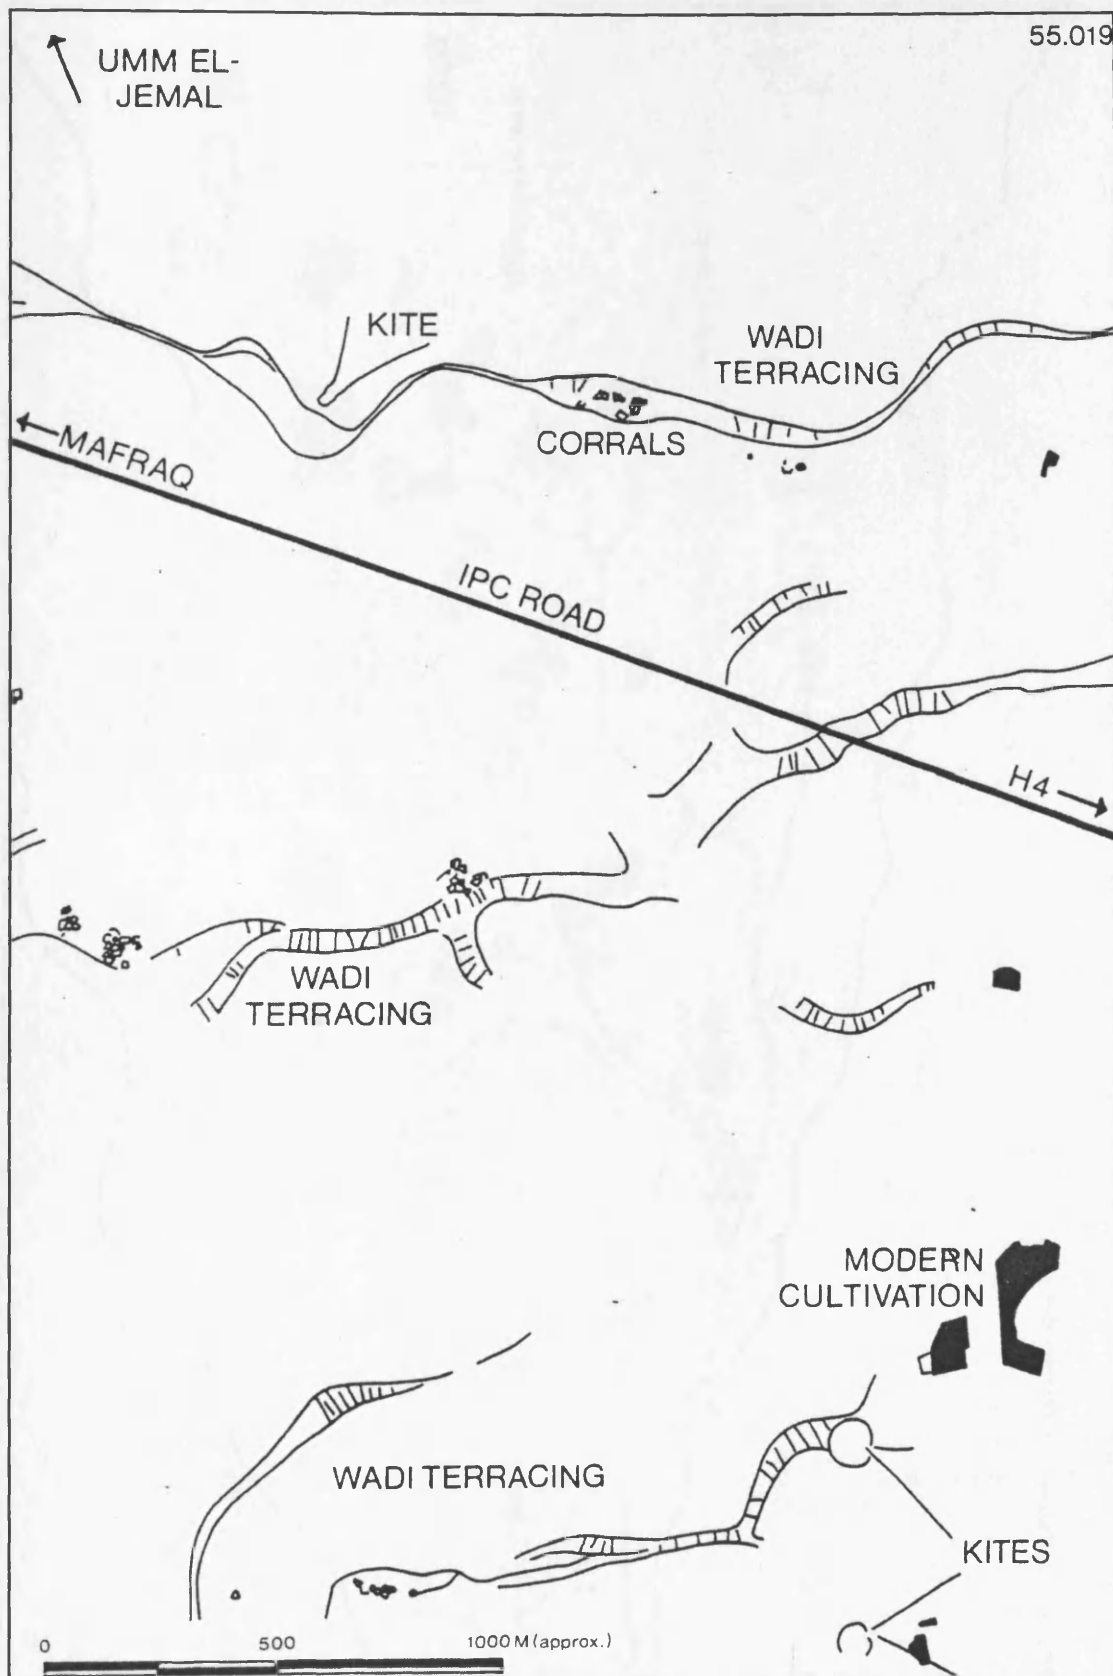 55.019
UMM EL-
JEMAL
KITE
WADI
TERRACING
CORRALS
MAFRAQ
IPC ROAD
H4
WADI
TERRACING
MODERN
CULTIVATION
WADI TERRACING
KITES
0 500 1000 M (approx.)